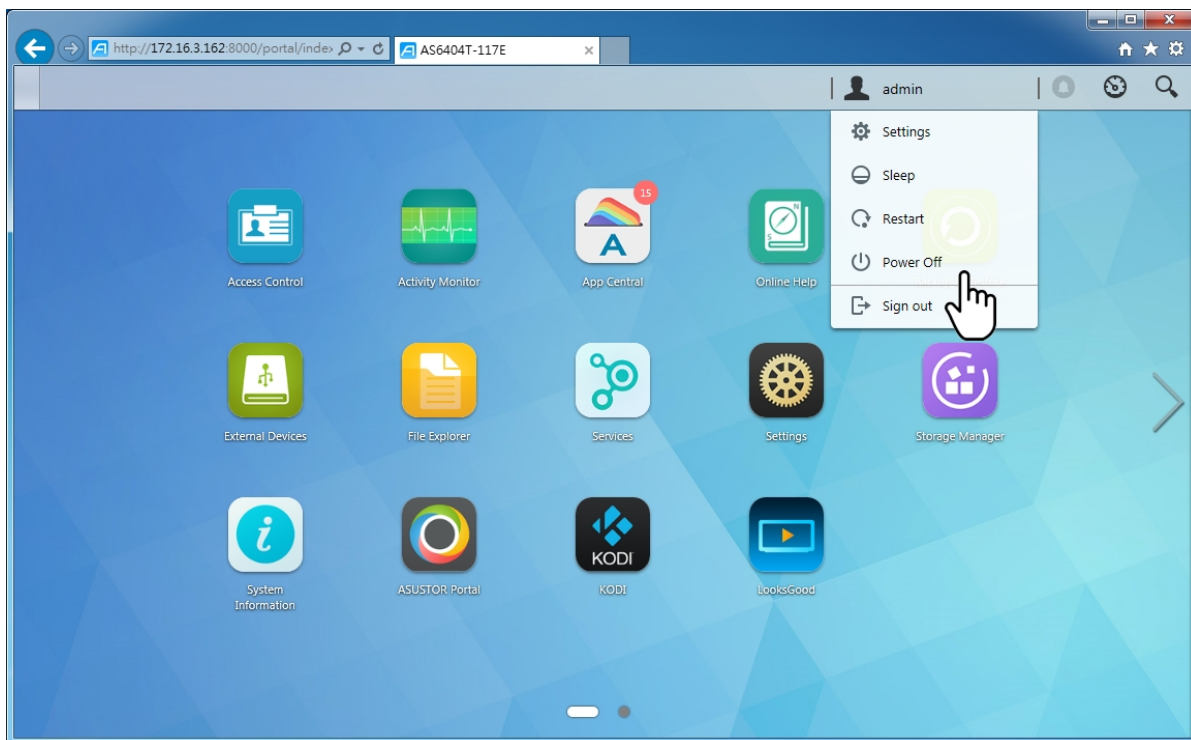 http://172.16.3.162:8000/portal/index
AS6404T-117E
admin
Settings
Sleep
Restart
Power Off
Sign out
15
A
N
S
Access Control
Activity Monitor
App Central
Online Help
External Devices
File Explorer
Services
Settings
Storage Manager
i
KODI
System
Information
ASUSTOR Portal
KODI
LooksGood